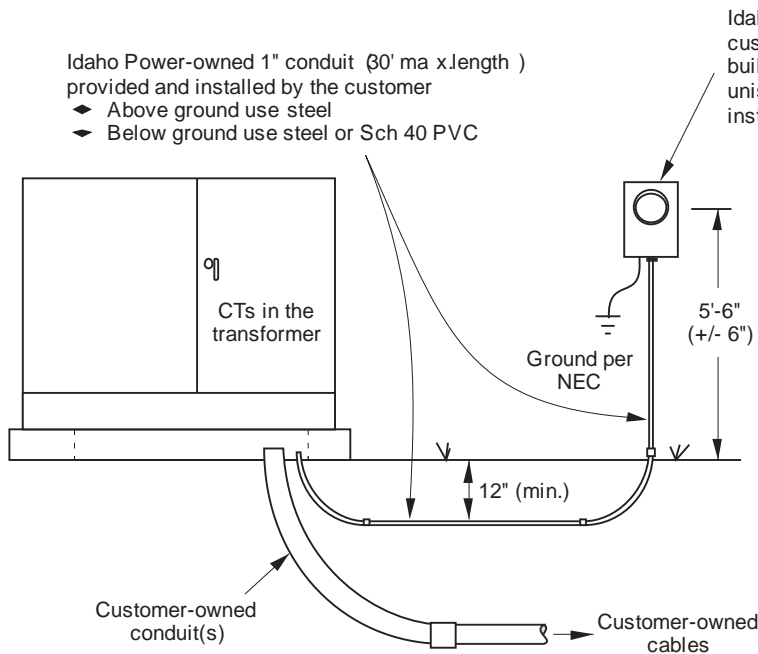 Idaho Power-owned 1" conduit (30' ma x.length )
provided and installed by the customer
Above ground use steel
Below ground use steel or Sch 40 PVC
CTs in the
transformer
Ground per
NEC
5'-6"
(+/- 6")
12" (min.)
Customer-owned
conduit(s)
Customer-owned
cables